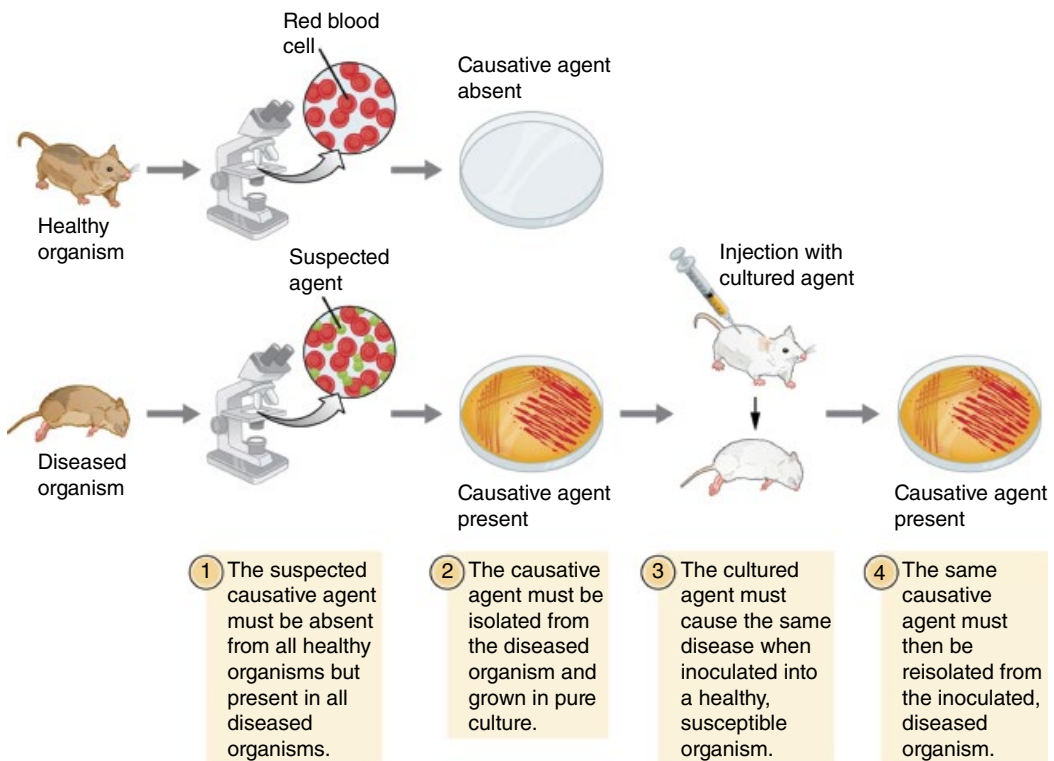 Red blood
cell
Causative agent
absent
Healthy
organism
Suspected
agent
Injection with
cultured agent
Diseased
organism
Causative agent
present
Causative agent
present
1 The suspected
causative agent
must be absent
from all healthy
organisms but
present in all
diseased
organisms.
2 The causative
agent must be
isolated from
the diseased
organism and
grown in pure
culture.
3 The cultured
agent must
cause the same
disease when
inoculated into
a healthy,
susceptible
organism.
4 The same
causative
agent must
then be
reisolated from
the inoculated,
diseased
organism.